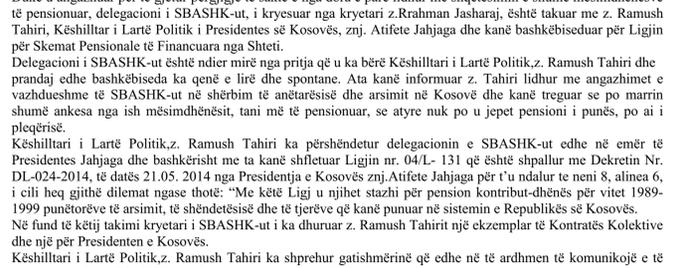 të pensionuar, delegacioni i SBASHK-ut, i kryesuar nga kryetari z.Rrahman Jasharaj, është takuar me z. Ramush
Tahiri, Këshilltar i Lartë Politik i Presidentes së Kosovës, znj. Atifete Jahjaga dhe kanë bashkëbiseduar për Ligjin
për Skemat Pensionale të Financuara nga Shteti.
Delegacioni i SBASHK-ut është ndier mirë nga pritja që u ka bërë Këshilltari i Lartë Politik,z. Ramush Tahiri dhe
prandaj edhe bashkëbiseda ka qenë e lirë dhe spontane. Ata kanë informuar z. Tahiri lidhur me angazhimet e
vazhdueshme të SBASHK-ut në shërbim të anëtarësisë dhe arsimit në Kosovë dhe kanë treguar se po marrin
shumë ankesa nga ish mësimdhënësit, tani më të pensionuar, se atyre nuk po u jepet pensioni i punës, po ai i
pleqërisë.
Këshilltari i Lartë Politik,z. Ramush Tahiri ka përshëndetur delegacionin e SBASHK-ut edhe në emër të
Presidentes Jahjaga dhe bashkërisht me ta kanë shfletuar Ligjin nr. 04/L- 131 që është shpallur me Dekretin Nr.
DL-024-2014, të datës 21.05. 2014 nga Presidentja e Kosovës znj.Atifete Jahjaga për t’u ndalur te neni 8, alinea 6,
i cili heq gjithë dilemat ngase thotë: “Me këtë Ligj u njihet stazhi për pension kontribut-dhënës për vitet 1989-
1999 punëtorëve të arsimit, të shëndetësisë dhe të tjerëve që kanë punuar në sistemin e Republikës së Kosovës.
Në fund të këtij takimi kryetari i SBASHK-ut i ka dhuruar z. Ramush Tahirit një ekzemplar të Kontratës Kolektive
dhe një për Presidenten e Kosovës.
Këshilltari i Lartë Politik,z. Ramush Tahiri ka shprehur gatishmërinë që edhe në të ardhmen të komunikojë e të